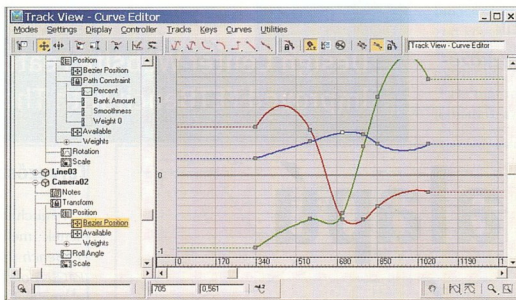 Track View - Curve Editor
Modes Settings Display Controller Tracks Keys Curves Utilities
Track View - Curve Editor
Position
Bezier Position
Path Constraint
Percent
Bank Amount
Smoothness
Weight 0
Available
Weights
Rotation
Scale
Line03
Camera02
Notes
Transform
Position
Bezier Position
Available
Weights
Roll Angle
Scale
1
0
-1
0 170 340 510 680 850 1020 1190 1
705 0,561